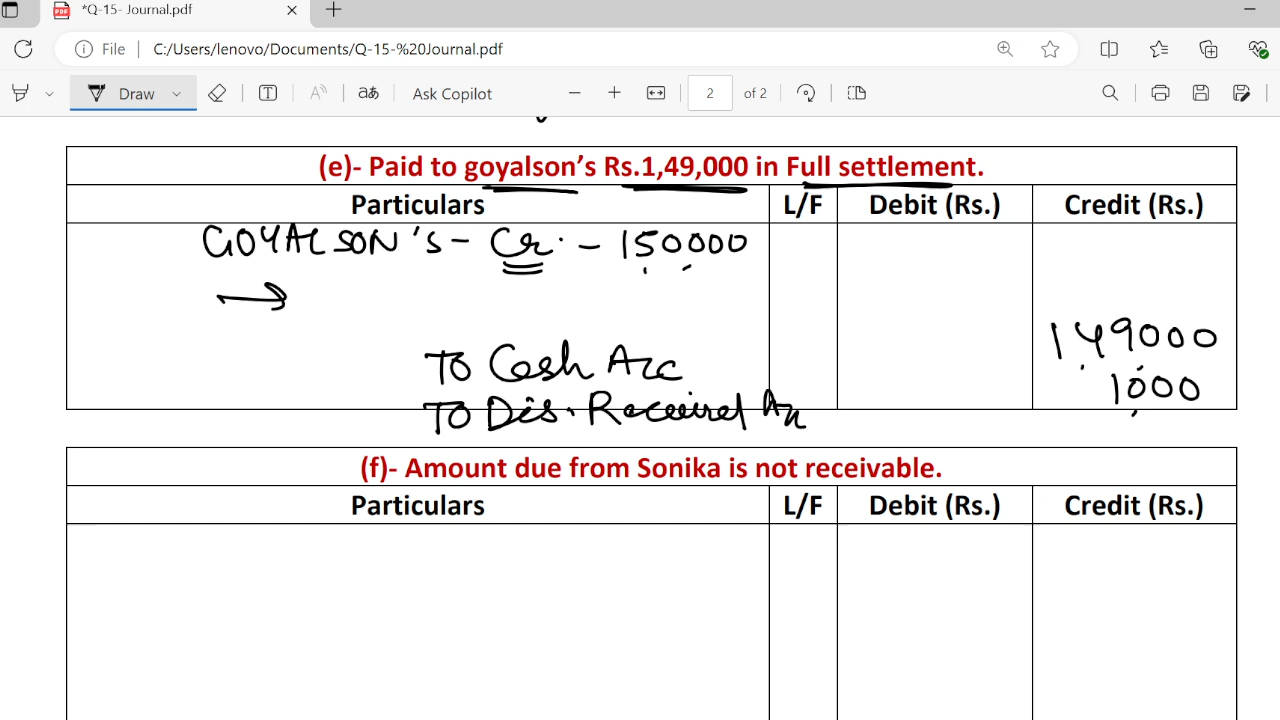 *Q-15- Journal.pdf
File C:/Users/lenovo/Documents/Q-15-%20Journal.pdf
Draw Ask Copilot 2 of 2
(e)- Paid to goyalson’s Rs.1,49,000 in Full settlement.
Particulars L/F Debit (Rs.) Credit (Rs.)
GOYALSON'S - Cr. - 150000
149000
To Cash A/c
1000
To Dis. Received A/c
(f)- Amount due from Sonika is not receivable.
Particulars L/F Debit (Rs.) Credit (Rs.)